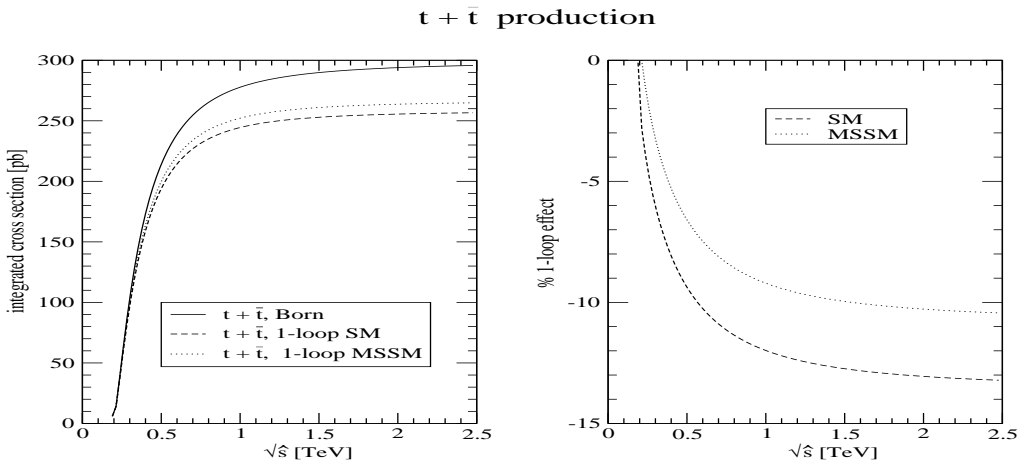 t + t̄ production
300
250
200
150
100
50
0
integrated cross section [pb]
t + t̄, Born
t + t̄, 1-loop SM
t + t̄, 1-loop MSSM
0 0.5 1 1.5 2 2.5
√ŝ [TeV]
0
-5
-10
-15
% 1-loop effect
SM
MSSM
0 0.5 1 1.5 2 2.5
√ŝ [TeV]